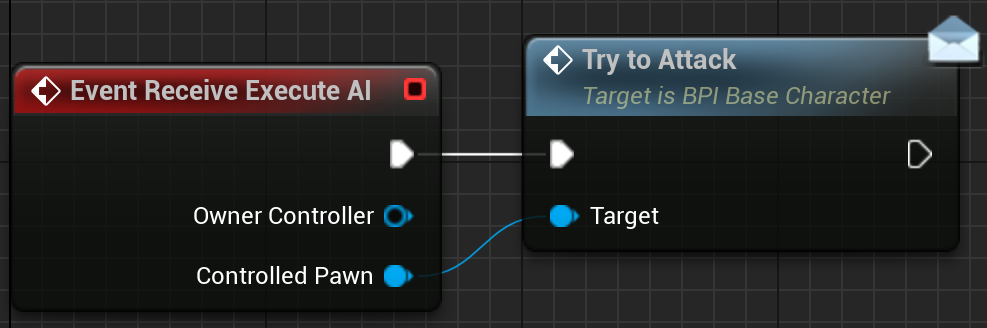 Event Receive Execute AI
Owner Controller
Controlled Pawn
Try to Attack
Target is BPI Base Character
Target